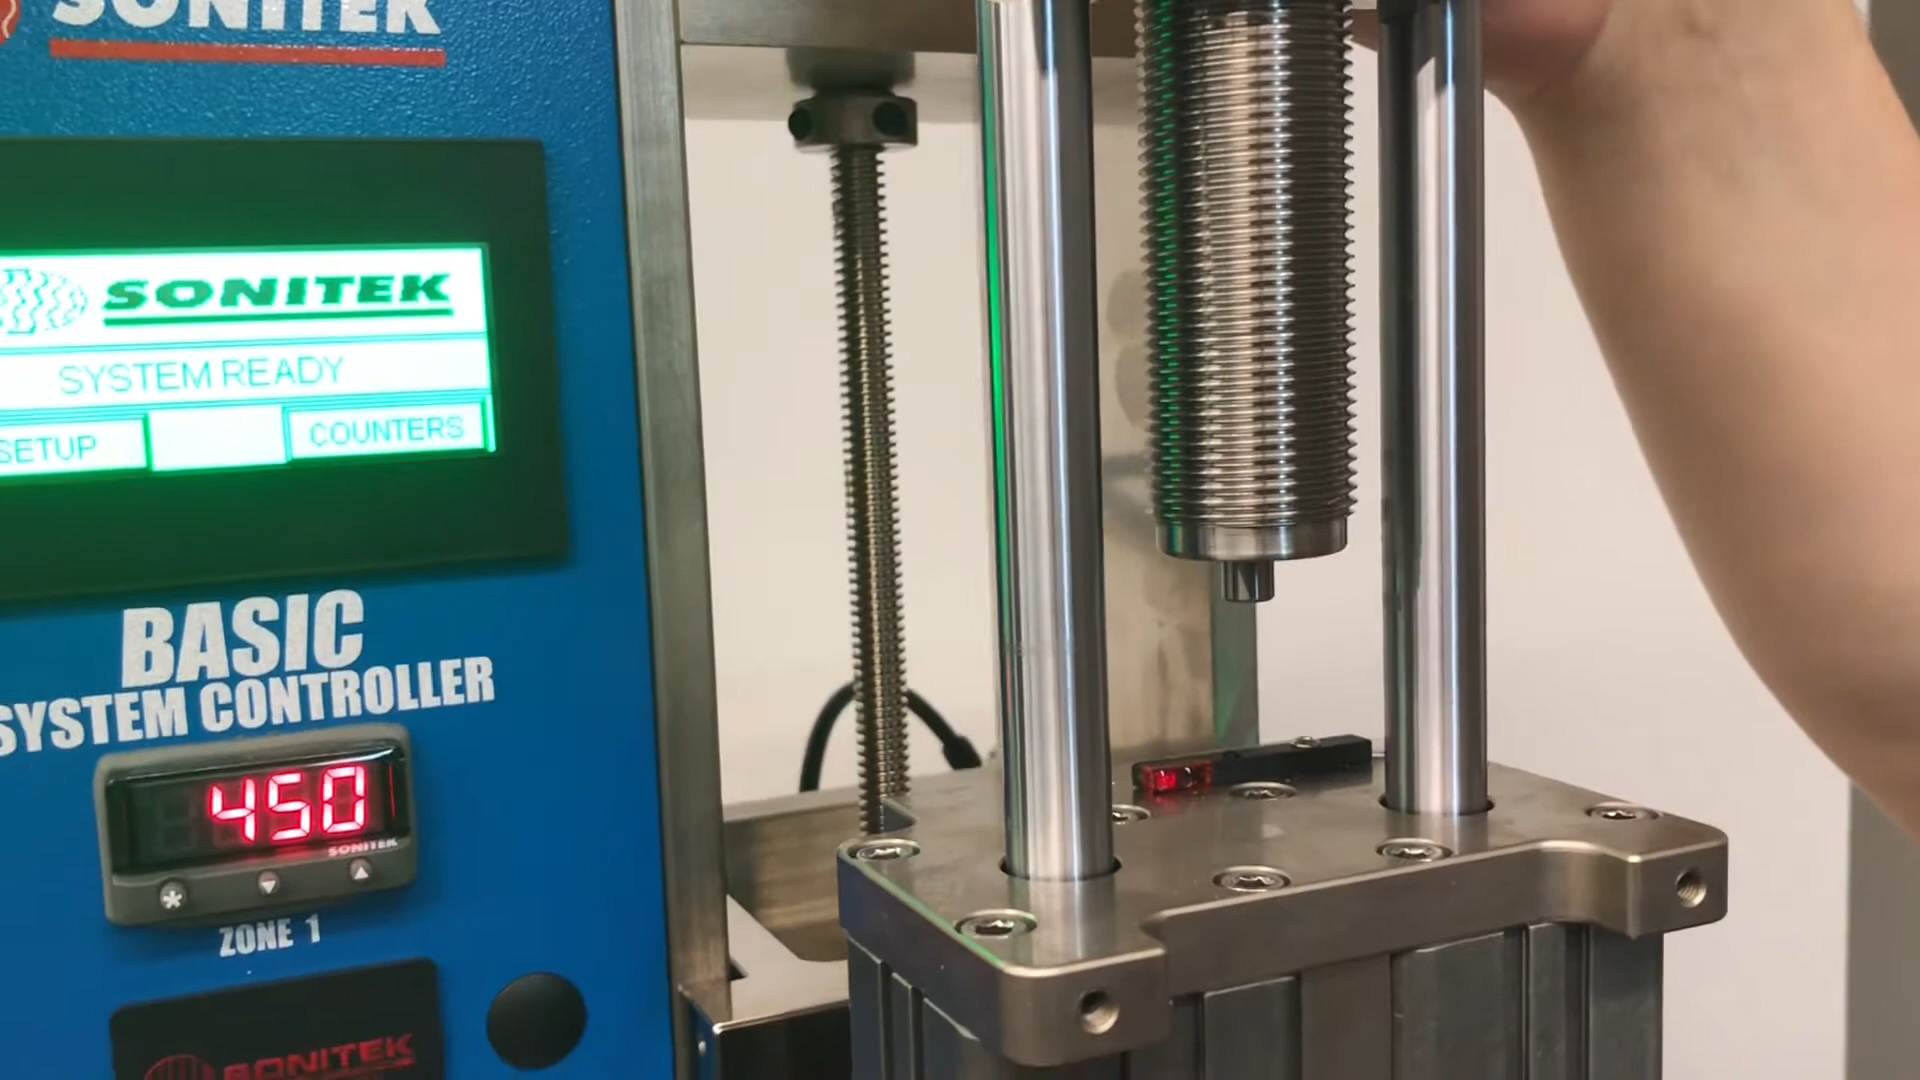 SONITEK
SONITEK
SYSTEM READY
SETUP
COUNTERS
BASIC
SYSTEM CONTROLLER
450
SONITEK
ZONE 1
SONITEK